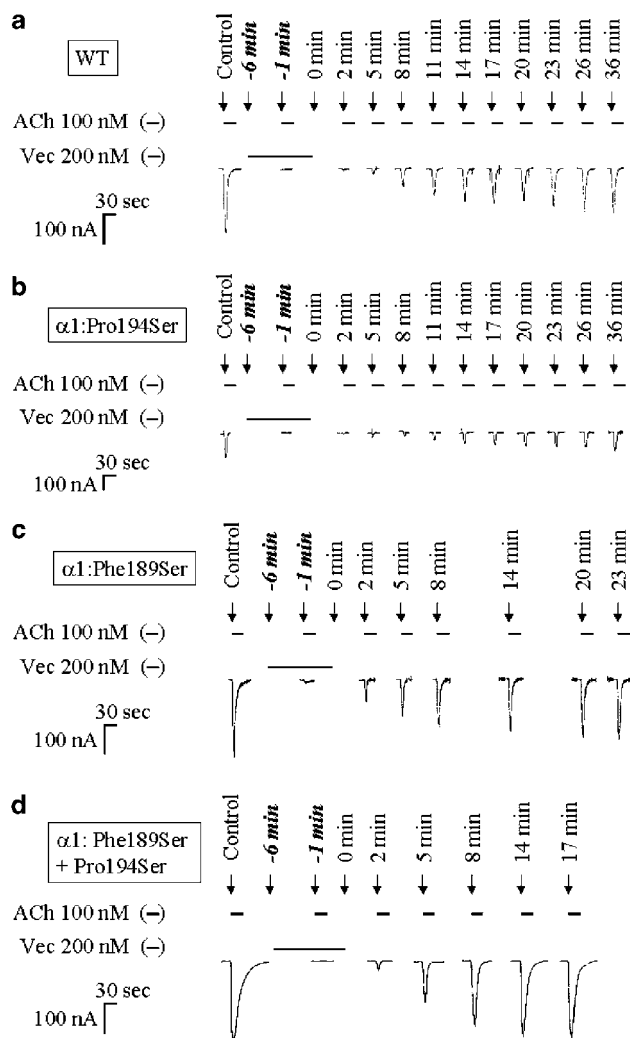 a
WT
Control -6 min -1 min 0 min 2 min 5 min 8 min 11 min 14 min 17 min 20 min 23 min 26 min 36 min
ACh 100 nM (–)
Vec 200 nM (–)
30 sec
100 nA
b
α1:Pro194Ser
Control -6 min -1 min 0 min 2 min 5 min 8 min 11 min 14 min 17 min 20 min 23 min 26 min 36 min
ACh 100 nM (–)
Vec 200 nM (–)
30 sec
100 nA
c
α1:Phe189Ser
Control -6 min -1 min 0 min 2 min 5 min 8 min 14 min 20 min 23 min
ACh 100 nM (–)
Vec 200 nM (–)
30 sec
100 nA
d
α1: Phe189Ser
+ Pro194Ser
Control -6 min -1 min 0 min 2 min 5 min 8 min 14 min 17 min
ACh 100 nM (–)
Vec 200 nM (–)
30 sec
100 nA